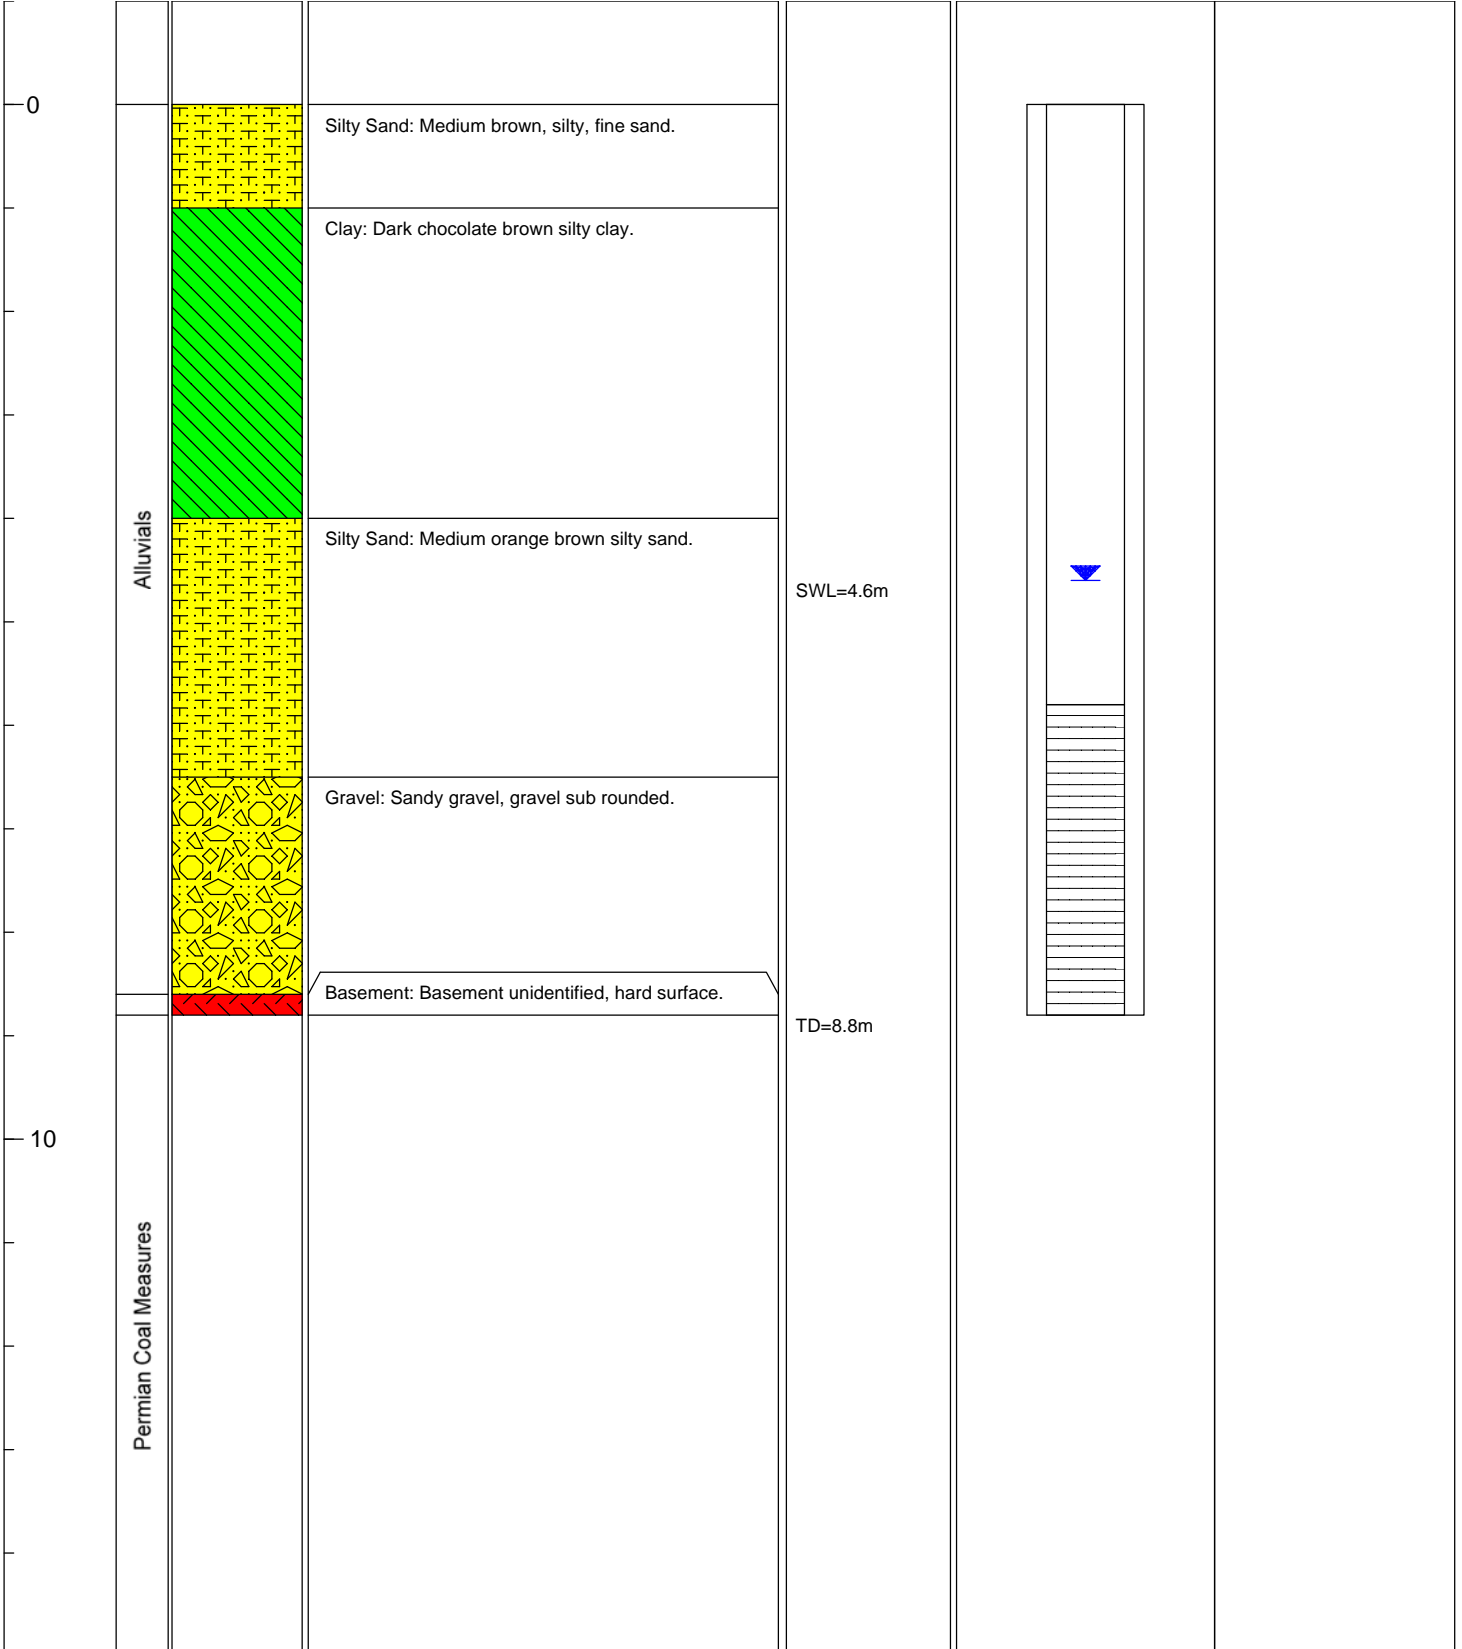 0
Silty Sand: Medium brown, silty, fine sand.
Clay: Dark chocolate brown silty clay.
Alluvials
Silty Sand: Medium orange brown silty sand.
SWL=4.6m
Gravel: Sandy gravel, gravel sub rounded.
Basement: Basement unidentified, hard surface.
TD=8.8m
10
Permian Coal Measures